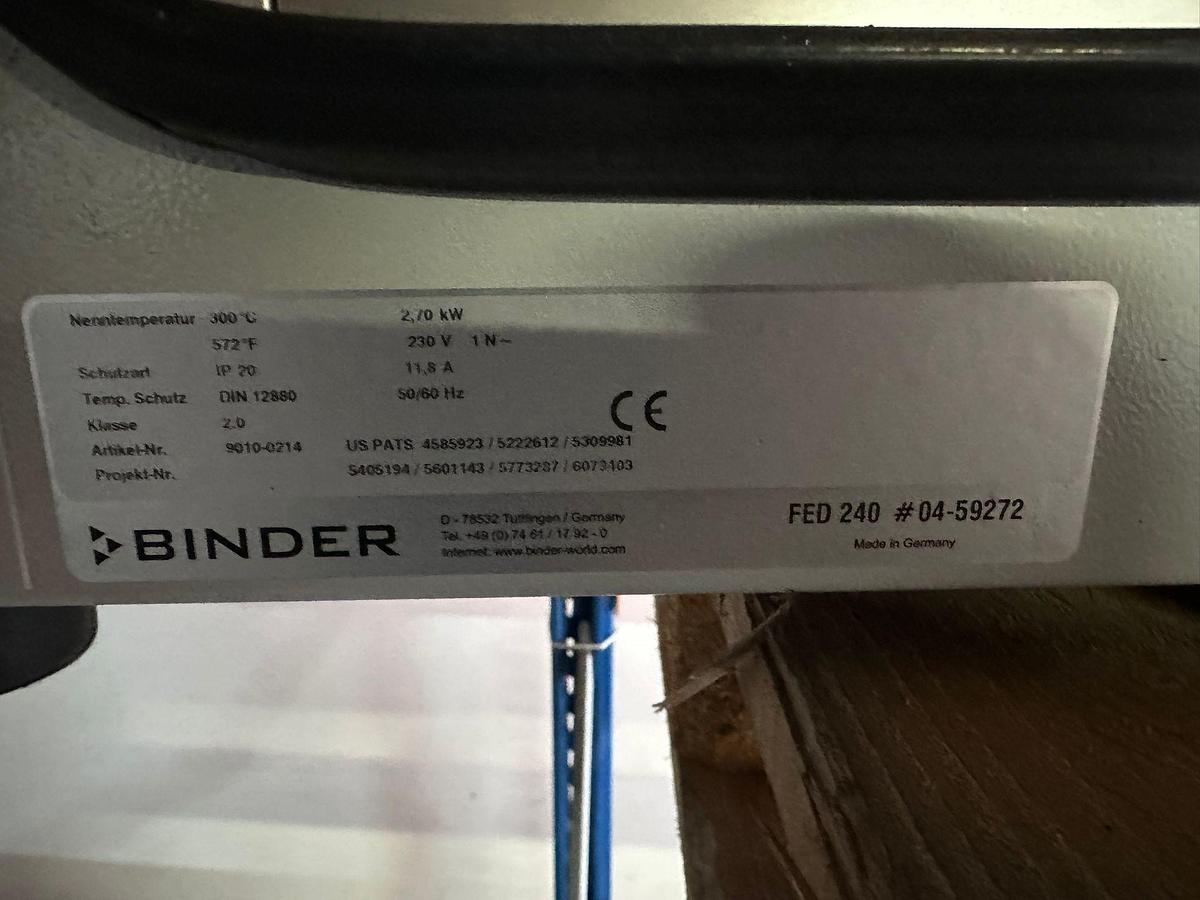 Nenntemperatur 300°C 2,70 kW
572°F 230 V 1 N~
Schutzart IP 20 11,8 A
Temp. Schutz DIN 12880 50/60 Hz
Klasse 2.0
CE
Artikel-Nr. 9010-0214 US PATS 4585923 / 5222612 / 5309981
Projekt-Nr. 5405194 / 5601143 / 5773287 / 6073403
BINDER
D - 78532 Tuttlingen / Germany
Tel. +49 (0) 74 61 / 17 92 - 0
Internet: www.binder-world.com
FED 240 # 04-59272
Made in Germany